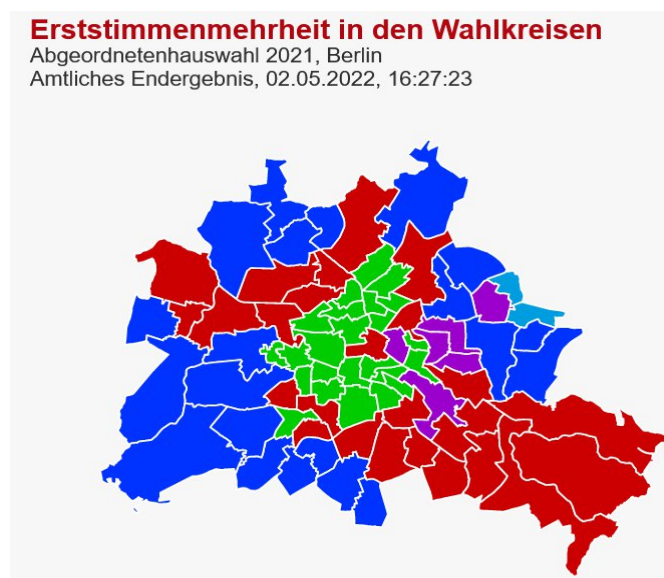 Erststimmenmehrheit in den Wahlkreisen
Abgeordnetenhauswahl 2021, Berlin
Amtliches Endergebnis, 02.05.2022, 16:27:23